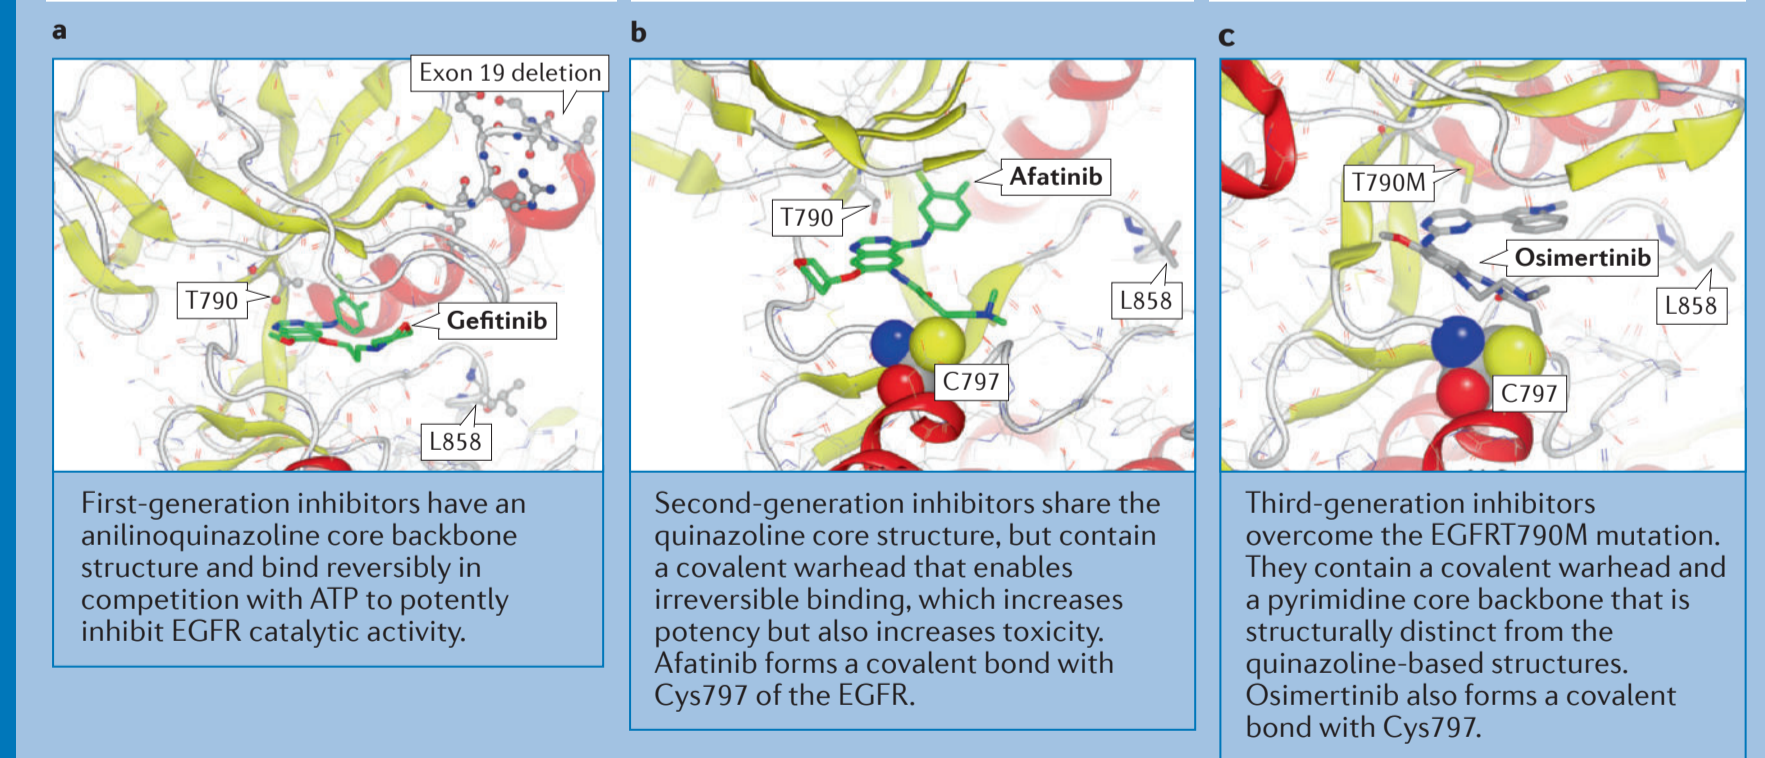 a
Exon 19 deletion
T790
Gefitinib
L858
First-generation inhibitors have an
anilinoquinazoline core backbone
structure and bind reversibly in
competition with ATP to potently
inhibit EGFR catalytic activity.
b
Afatinib
T790
L858
C797
Second-generation inhibitors share the
quinazoline core structure, but contain
a covalent warhead that enables
irreversible binding, which increases
potency but also increases toxicity.
Afatinib forms a covalent bond with
Cys797 of the EGFR.
c
T790M
Osimertinib
L858
C797
Third-generation inhibitors
overcome the EGFRT790M mutation.
They contain a covalent warhead and
a pyrimidine core backbone that is
structurally distinct from the
quinazoline-based structures.
Osimertinib also forms a covalent
bond with Cys797.